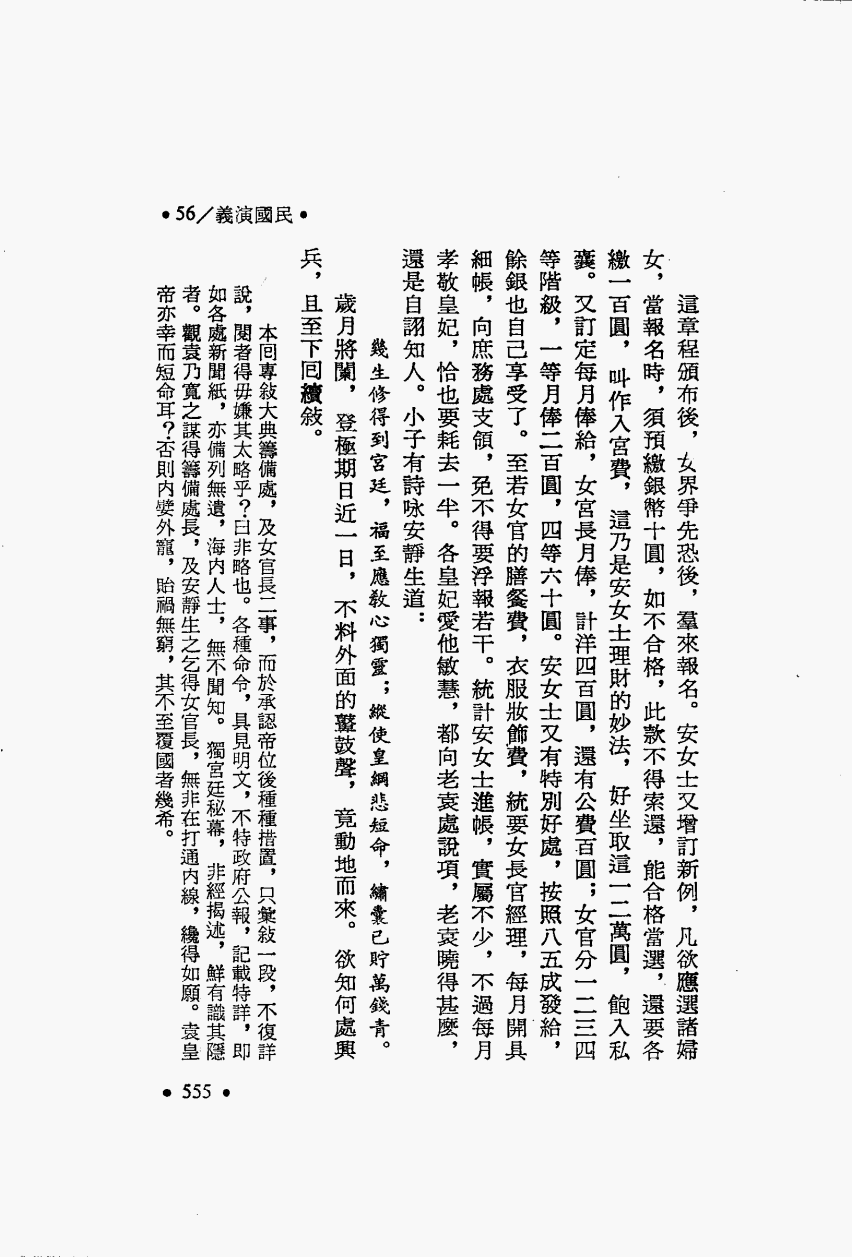 •56／義演國民•
這章程頒布後，女界爭先恐後，羣來報名。安女士又增訂新例，凡欲應選諸婦
女，當報名時，須預繳銀幣十圓，如不合格，此款不得索還，能合格當選，還要各
繳一百圓，叫作入宮費，這乃是安女士理財的妙法，好坐取這一二萬圓，飽入私
囊。又訂定每月俸給，女宮長月俸，計洋四百圓，還有公費百圓；女官分一二三四
等階級，一等月俸二百圓，四等六十圓。安女士又有特別好處，按照八五成發給，
餘銀也自己享受了。至若女官的膳餐費，衣服妝飾費，統要女長官經理，每月開具
細帳，向庶務處支領，免不得要浮報若干。統計安女士進帳，實屬不少，不過每月
孝敬皇妃，恰也要耗去一半。各皇妃愛他敏慧，都向老袁處說項，老袁曉得甚麼，
還是自詡知人。小子有詩咏安靜生道：
幾生修得到宮廷，福至應教心獨靈；縱使皇綱悲短命，繡囊已貯萬錢青。
歲月將闌，登極期日近一日，不料外面的鼙鼓聲，竟動地而來。欲知何處興
兵，且至下回續敍。
本回專敍大典籌備處，及女官長二事，而於承認帝位後種種措置，只彙敍一段，不復詳
說，閱者得毋嫌其太略乎？曰非略也。各種命令，具見明文，不特政府公報，記載特詳，即
如各處新聞紙，亦備列無遺，海内人士，無不聞知。獨宮廷秘幕，非經揭述，鮮有識其隱
者。觀袁乃寬之謀得籌備處長，及安靜生之乞得女官長，無非在打通内線，纔得如願。袁皇
帝亦幸而短命耳？否則内嬖外寵，貽禍無窮，其不至覆國者幾希。
•555•